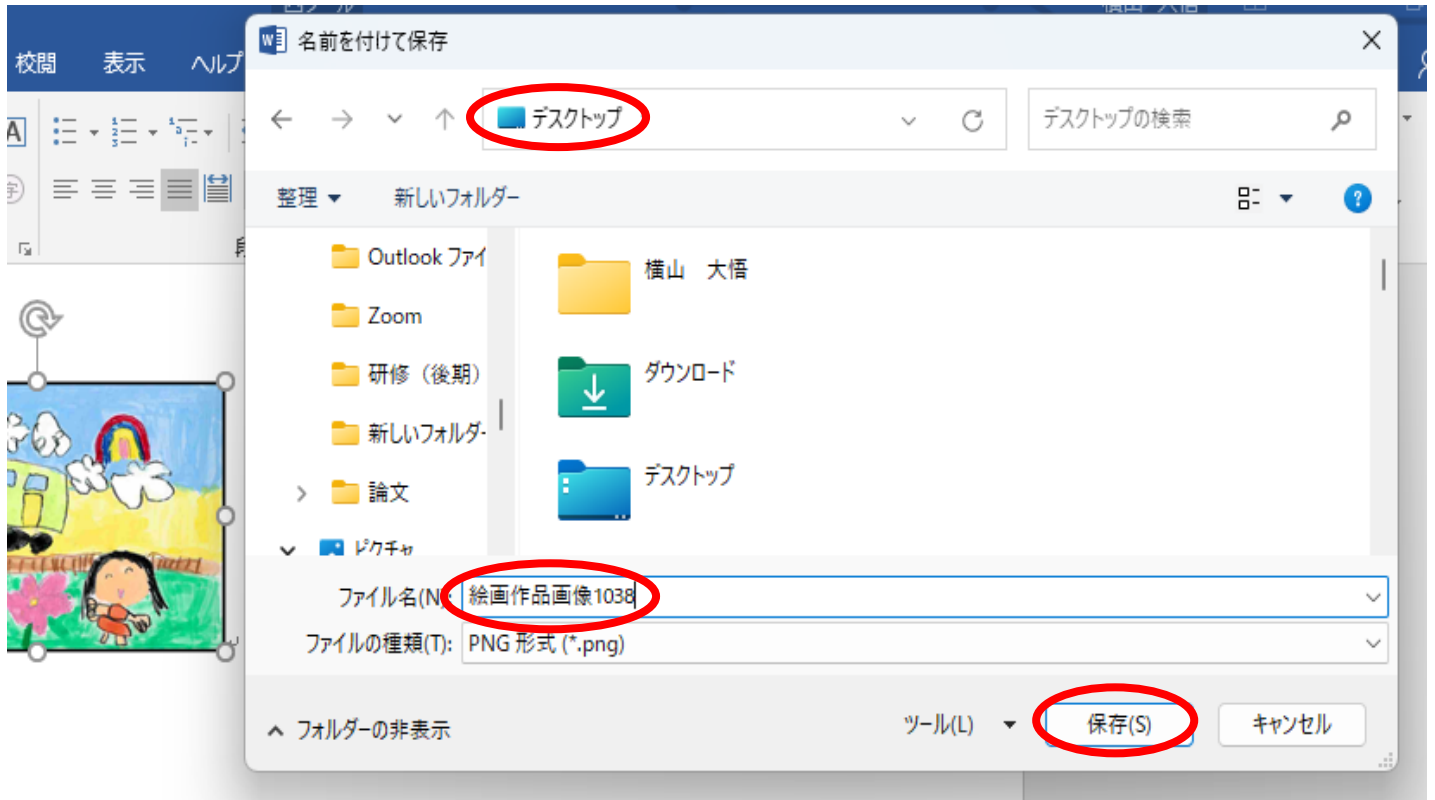 名前を付けて保存
校閲 表示 ヘルプ
デスクトップ
デスクトップの検索
整理
新しいフォルダー
Outlook ファイ
Zoom
研修（後期）
新しいフォルダー
論文
ピクチャ
横山　大悟
ダウンロード
デスクトップ
ファイル名(N):
絵画作品画像1038
ファイルの種類(T):
PNG 形式 (*.png)
フォルダーの非表示
ツール(L)
保存(S)
キャンセル